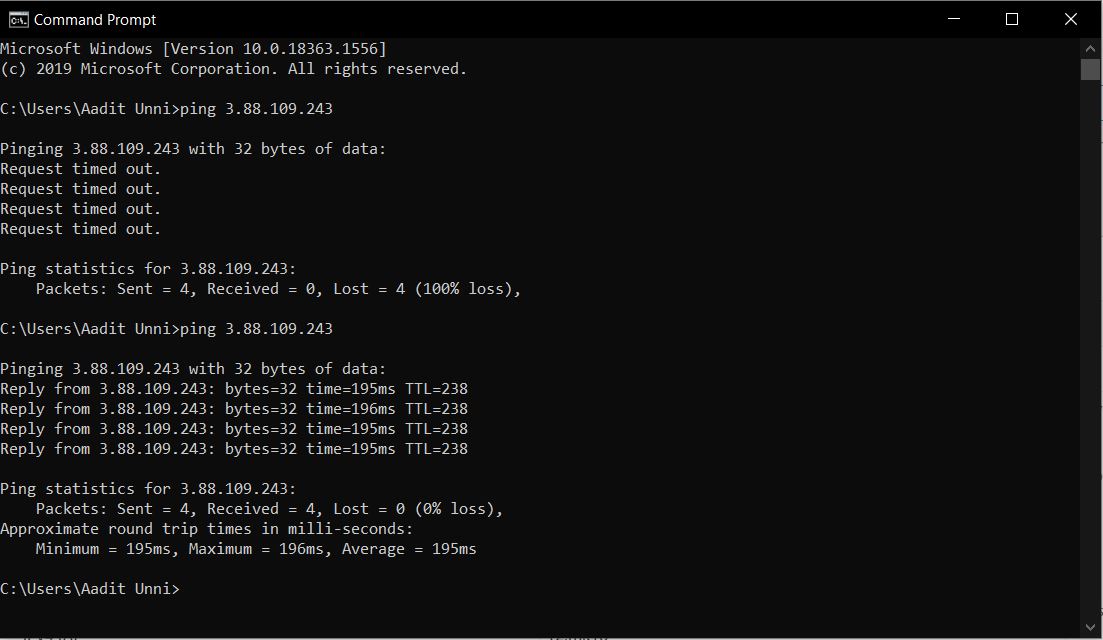 Command Prompt
Microsoft Windows [Version 10.0.18363.1556]
(c) 2019 Microsoft Corporation. All rights reserved.
C:\Users\Aadit Unni>ping 3.88.109.243
Pinging 3.88.109.243 with 32 bytes of data:
Request timed out.
Request timed out.
Request timed out.
Request timed out.
Ping statistics for 3.88.109.243:
    Packets: Sent = 4, Received = 0, Lost = 4 (100% loss),
C:\Users\Aadit Unni>ping 3.88.109.243
Pinging 3.88.109.243 with 32 bytes of data:
Reply from 3.88.109.243: bytes=32 time=195ms TTL=238
Reply from 3.88.109.243: bytes=32 time=196ms TTL=238
Reply from 3.88.109.243: bytes=32 time=195ms TTL=238
Reply from 3.88.109.243: bytes=32 time=195ms TTL=238
Ping statistics for 3.88.109.243:
    Packets: Sent = 4, Received = 4, Lost = 0 (0% loss),
Approximate round trip times in milli-seconds:
    Minimum = 195ms, Maximum = 196ms, Average = 195ms
C:\Users\Aadit Unni>